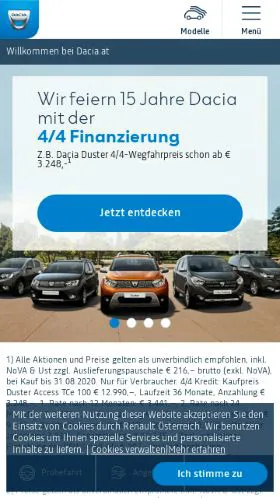 Modelle
Menü
Willkommen bei Dacia.at
Wir feiern 15 Jahre Dacia
mit der
4/4 Finanzierung
Z.B. Dacia Duster 4/4-Wegfahrpreis schon ab €
3.248,-¹
Jetzt entdecken
1) Alle Aktionen und Preise gelten als unverbindlich empfohlen, inkl.
NoVA & USt zzgl. Auslieferungspauschale € 216,– brutto (exkl. NoVA),
bei Kauf bis 31.08.2020. Nur für Verbraucher. 4/4 Kredit: Kaufpreis
Duster Access TCe 100 € 12.990,–, Laufzeit 36 Monate, Anzahlung €
Mit der weiteren Nutzung dieser Website akzeptieren Sie den
Einsatz von Cookies durch Renault Österreich. Wir benutzen
Cookies um Ihnen spezielle Services und personalisierte
Inhalte zu liefern. | Cookies verwalten|Mehr erfahren
Probefahrt
Ich stimme zu